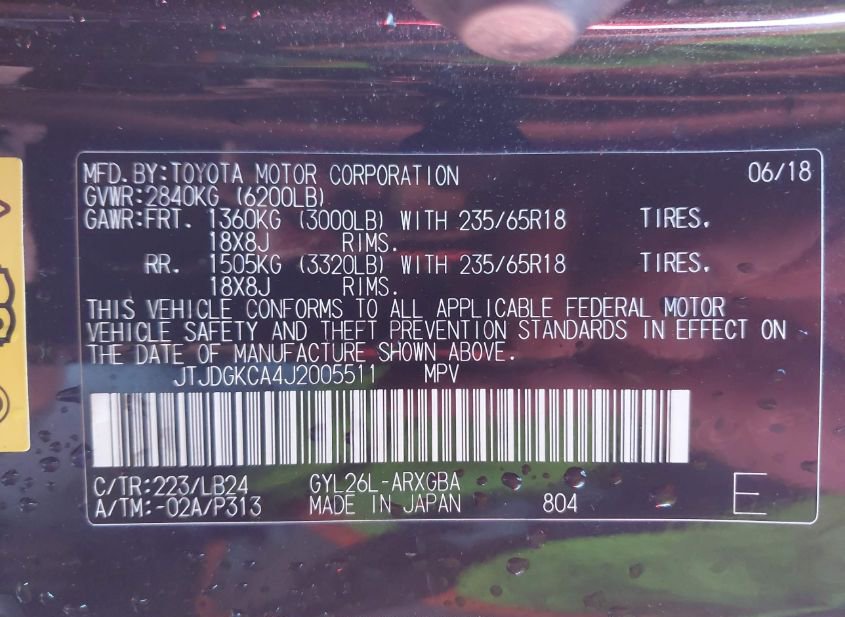 MFD.BY:TOYOTA MOTOR CORPORATION 06/18
GVWR:2840KG (6200LB)
GAWR:FRT. 1360KG (3000LB) WITH 235/65R18 TIRES.
18X8J RIMS.
RR. 1505KG (3320LB) WITH 235/65R18 TIRES.
18X8J RIMS.
THIS VEHICLE CONFORMS TO ALL APPLICABLE FEDERAL MOTOR
VEHICLE SAFETY AND THEFT PREVENTION STANDARDS IN EFFECT ON
THE DATE OF MANUFACTURE SHOWN ABOVE.
JTJDGKCA4J2005511 MPV
C/TR:223/LB24 GYL26L-ARXGBA
A/TM:-02A/P313 MADE IN JAPAN 804 E